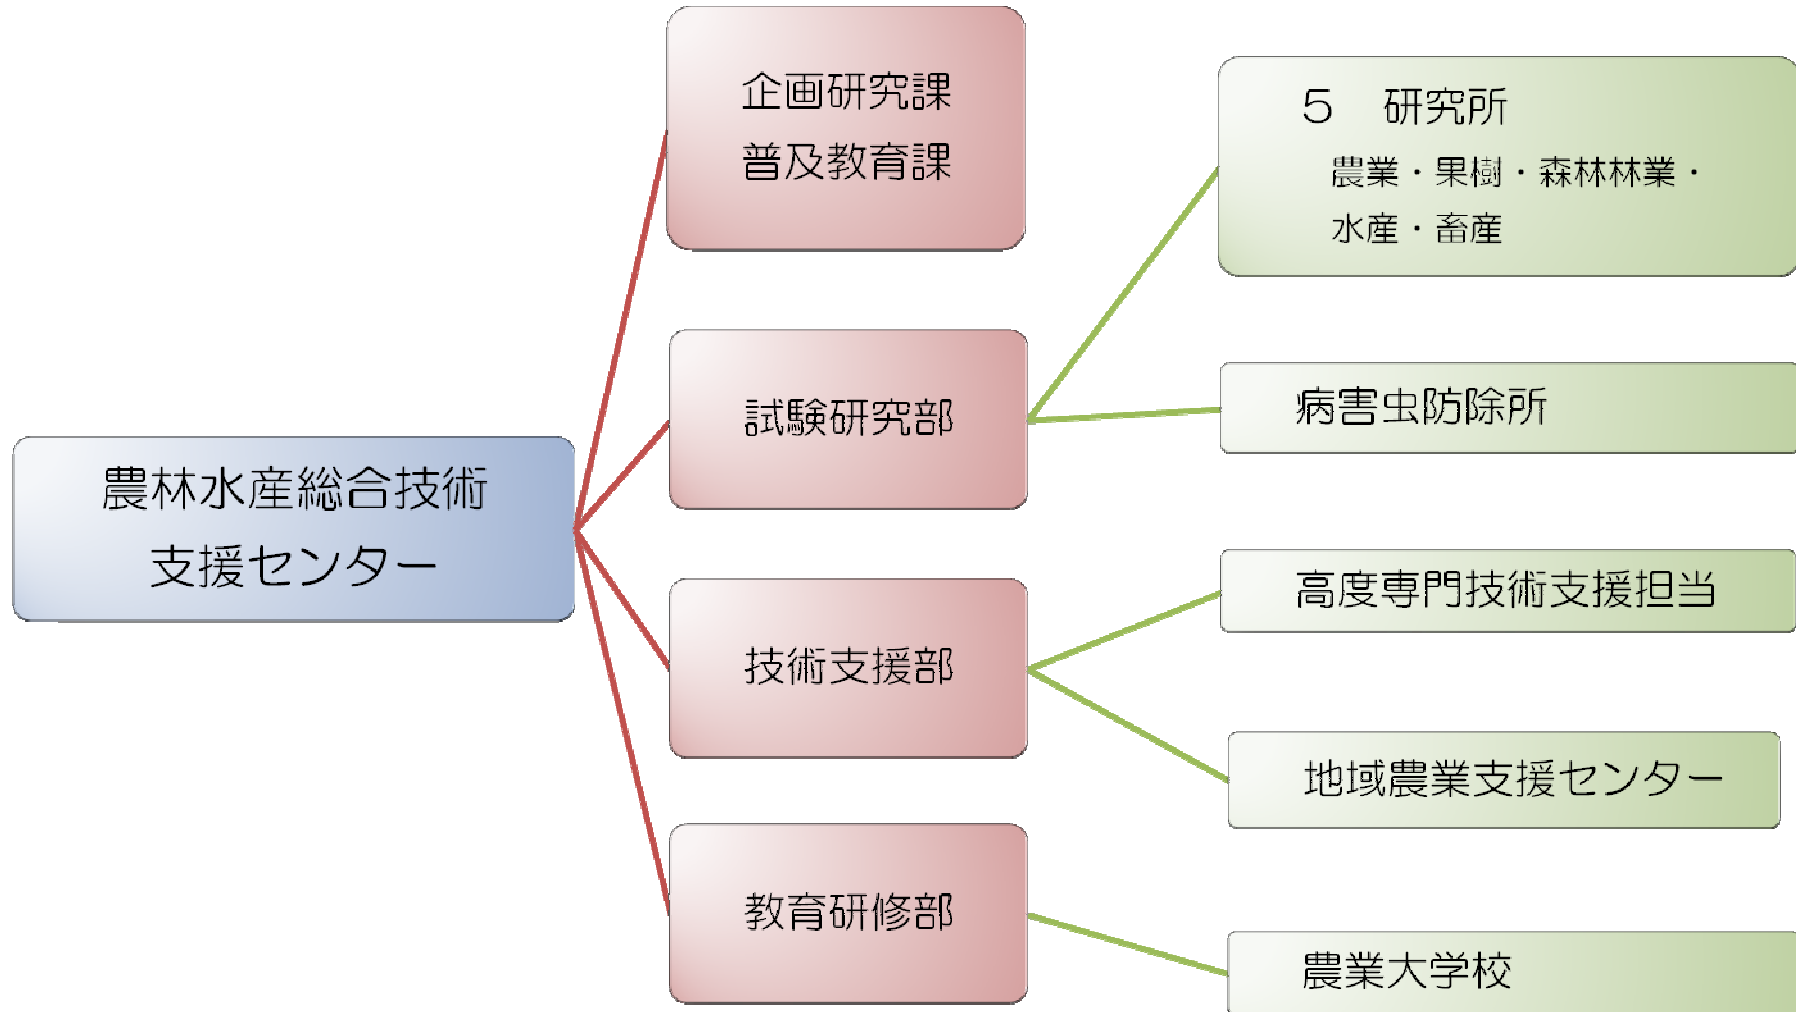 農林水産総合技術
支援センター
企画研究課
普及教育課
試験研究部
技術支援部
教育研修部
5 研究所
農業・果樹・森林林業・
水産・畜産
病害虫防除所
高度専門技術支援担当
地域農業支援センター
農業大学校